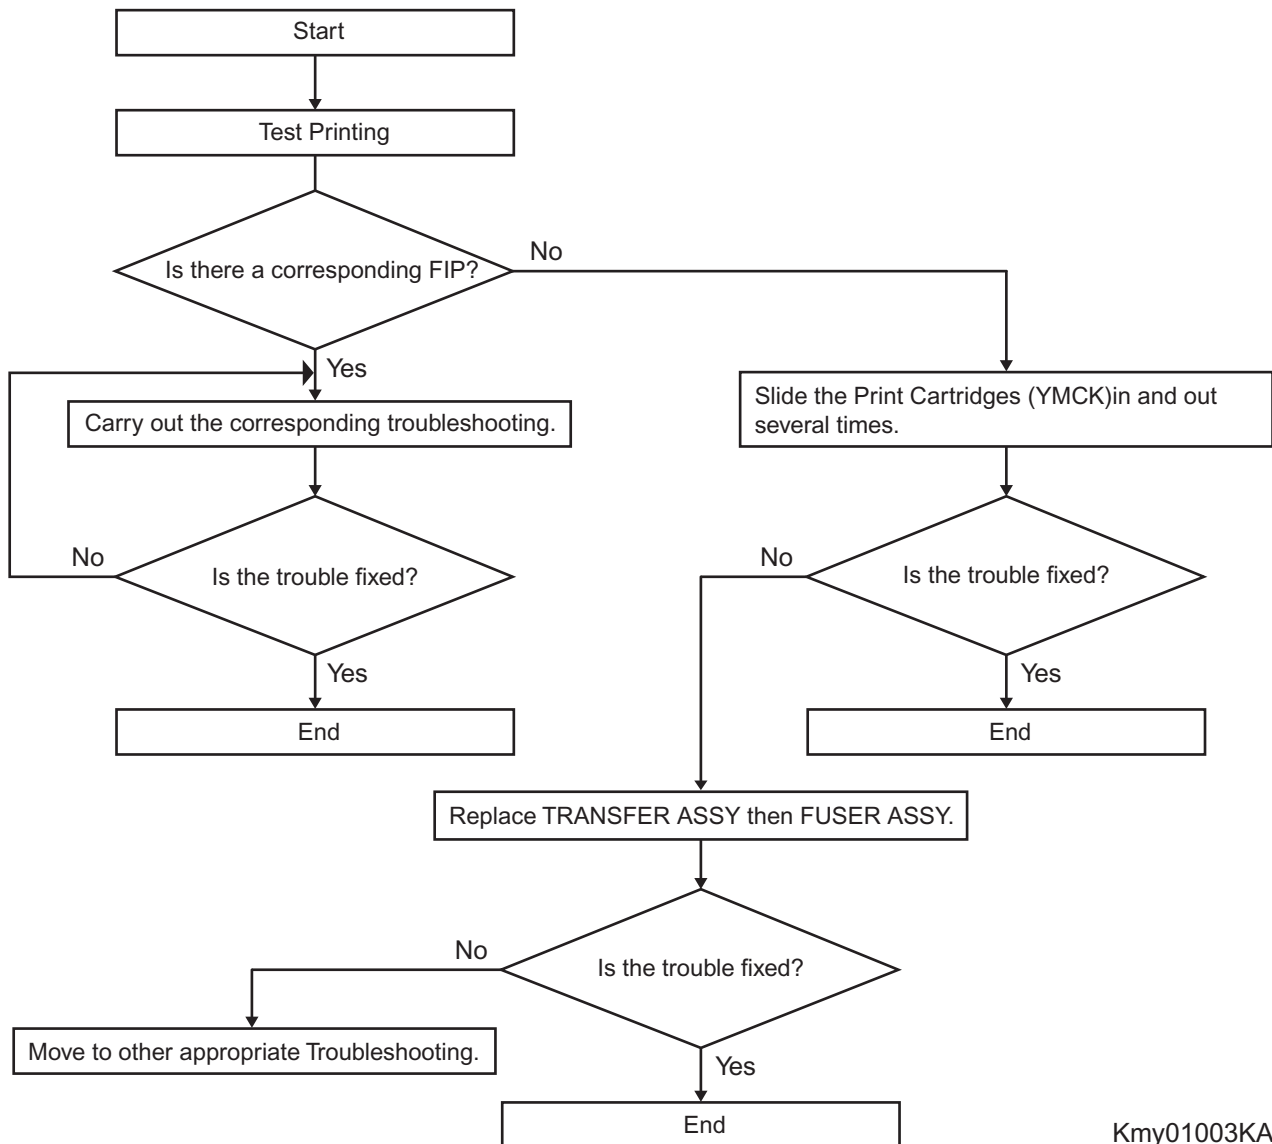 Start
Test Printing
Is there a corresponding FIP?
No
Yes
Carry out the corresponding troubleshooting.
Slide the Print Cartridges (YMCK)in and out
several times.
No
Is the trouble fixed?
Yes
End
No
Is the trouble fixed?
Yes
End
Replace TRANSFER ASSY then FUSER ASSY.
No
Is the trouble fixed?
Move to other appropriate Troubleshooting.
Yes
End
Kmy01003KA